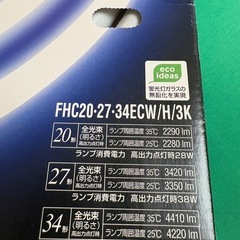 eco
ideas
蛍光灯ガラスの
無鉛化を実現
FHC20・27・34ECW/H/3K
20形 全光束(明るさ) 高出力点灯時 ランプ周囲温度 35℃ 2290 lm
ランプ周囲温度 25℃ 2280 lm
ランプ消費電力 高出力点灯時28W
27形 全光束(明るさ) 高出力点灯時 ランプ周囲温度 35℃ 3420 lm
ランプ周囲温度 25℃ 3350 lm
ランプ消費電力 高出力点灯時38W
34形 全光束(明るさ) 高出力点灯時 ランプ周囲温度 35℃ 4410 lm
ランプ周囲温度 25℃ 4220 lm